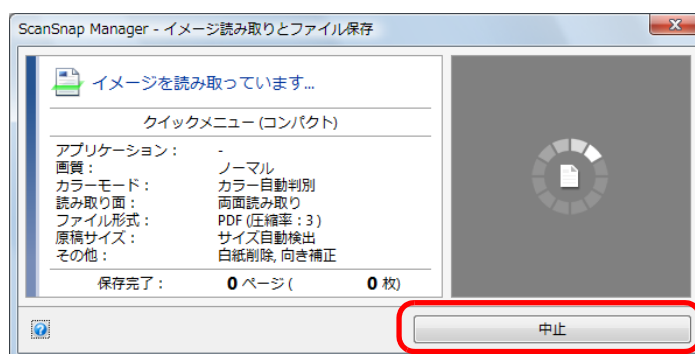 ScanSnap Manager - イメージ読み取りとファイル保存
イメージを読み取っています...
クイックメニュー (コンパクト)
アプリケーション： -
画質： ノーマル
カラーモード： カラー自動判別
読み取り面： 両面読み取り
ファイル形式： PDF (圧縮率：3)
原稿サイズ： サイズ自動検出
その他： 白紙削除, 向き補正
保存完了： 0 ページ ( 0 枚)
中止